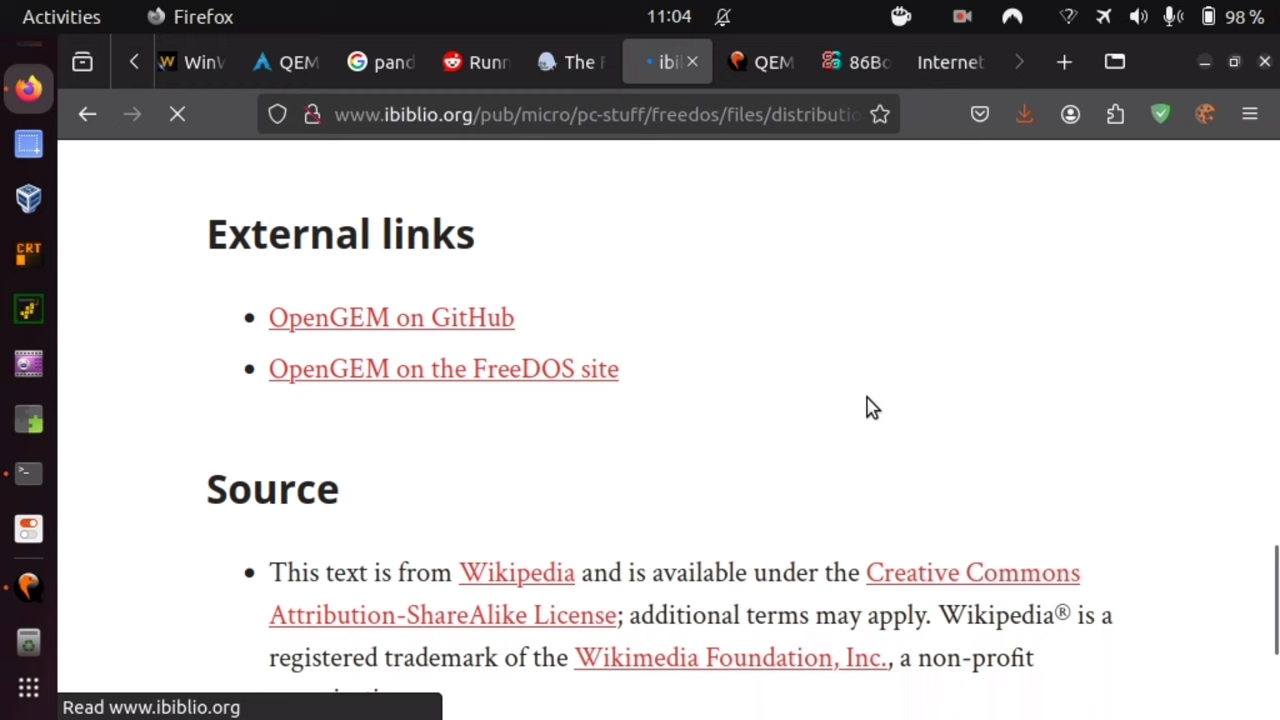 Activities Firefox 11:04 98 %
WinW QEM pand Runn The F ibil QEM 86Bo Internet
www.ibiblio.org/pub/micro/pc-stuff/freedos/files/distributio
CRT
External links
OpenGEM on GitHub
OpenGEM on the FreeDOS site
Source
This text is from Wikipedia and is available under the Creative Commons
Attribution-ShareAlike License; additional terms may apply. Wikipedia® is a
registered trademark of the Wikimedia Foundation, Inc., a non-profit
Read www.ibiblio.org